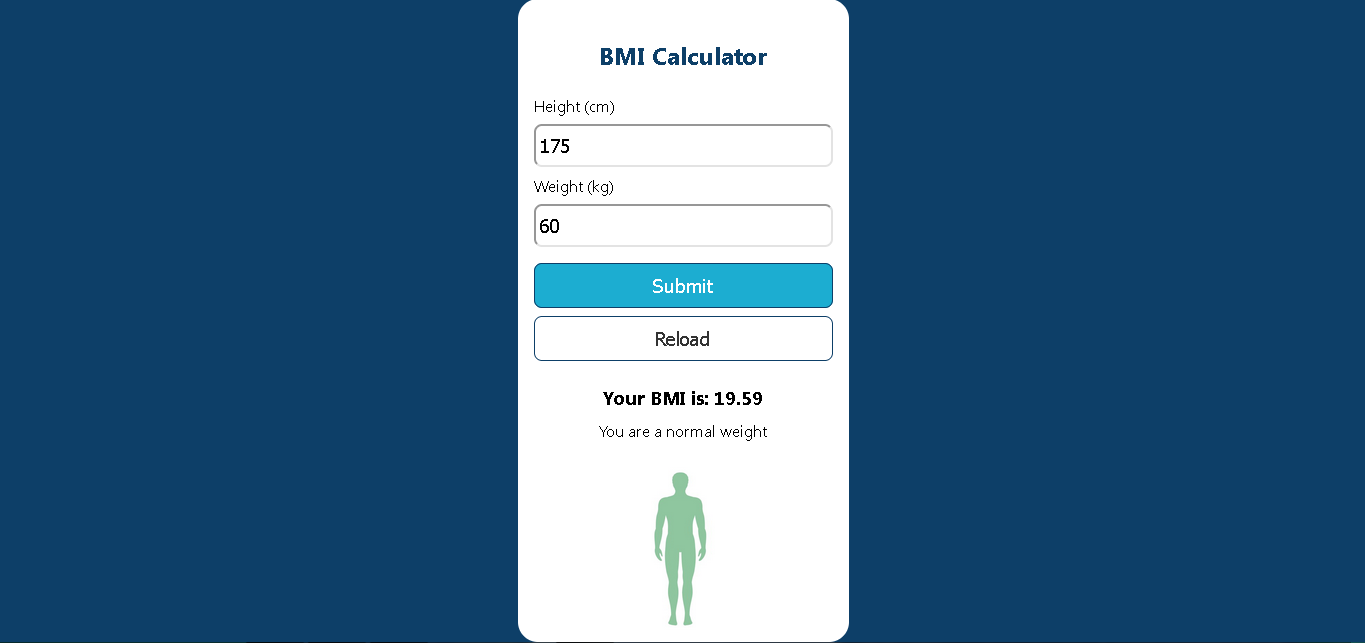 BMI Calculator
Height (cm)
175
Weight (kg)
60
Submit
Reload
Your BMI is: 19.59
You are a normal weight